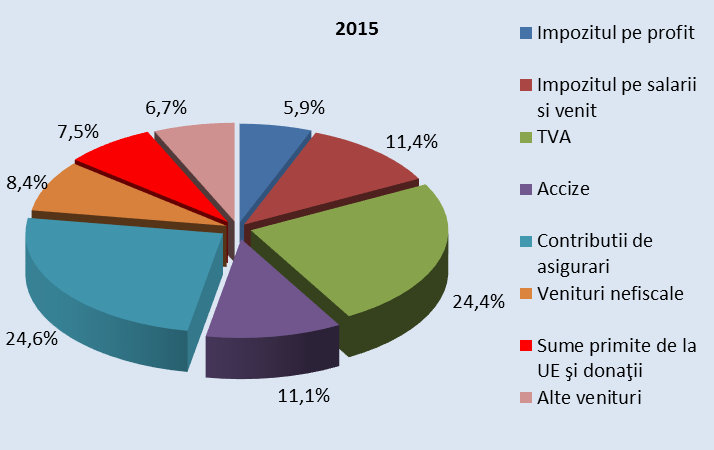 2015
5,9%
11,4%
24,4%
11,1%
24,6%
8,4%
7,5%
6,7%
Impozitul pe profit
Impozitul pe salarii
si venit
TVA
Accize
Contributii de
asigurari
Venituri nefiscale
Sume primite de la
UE şi donaţii
Alte venituri